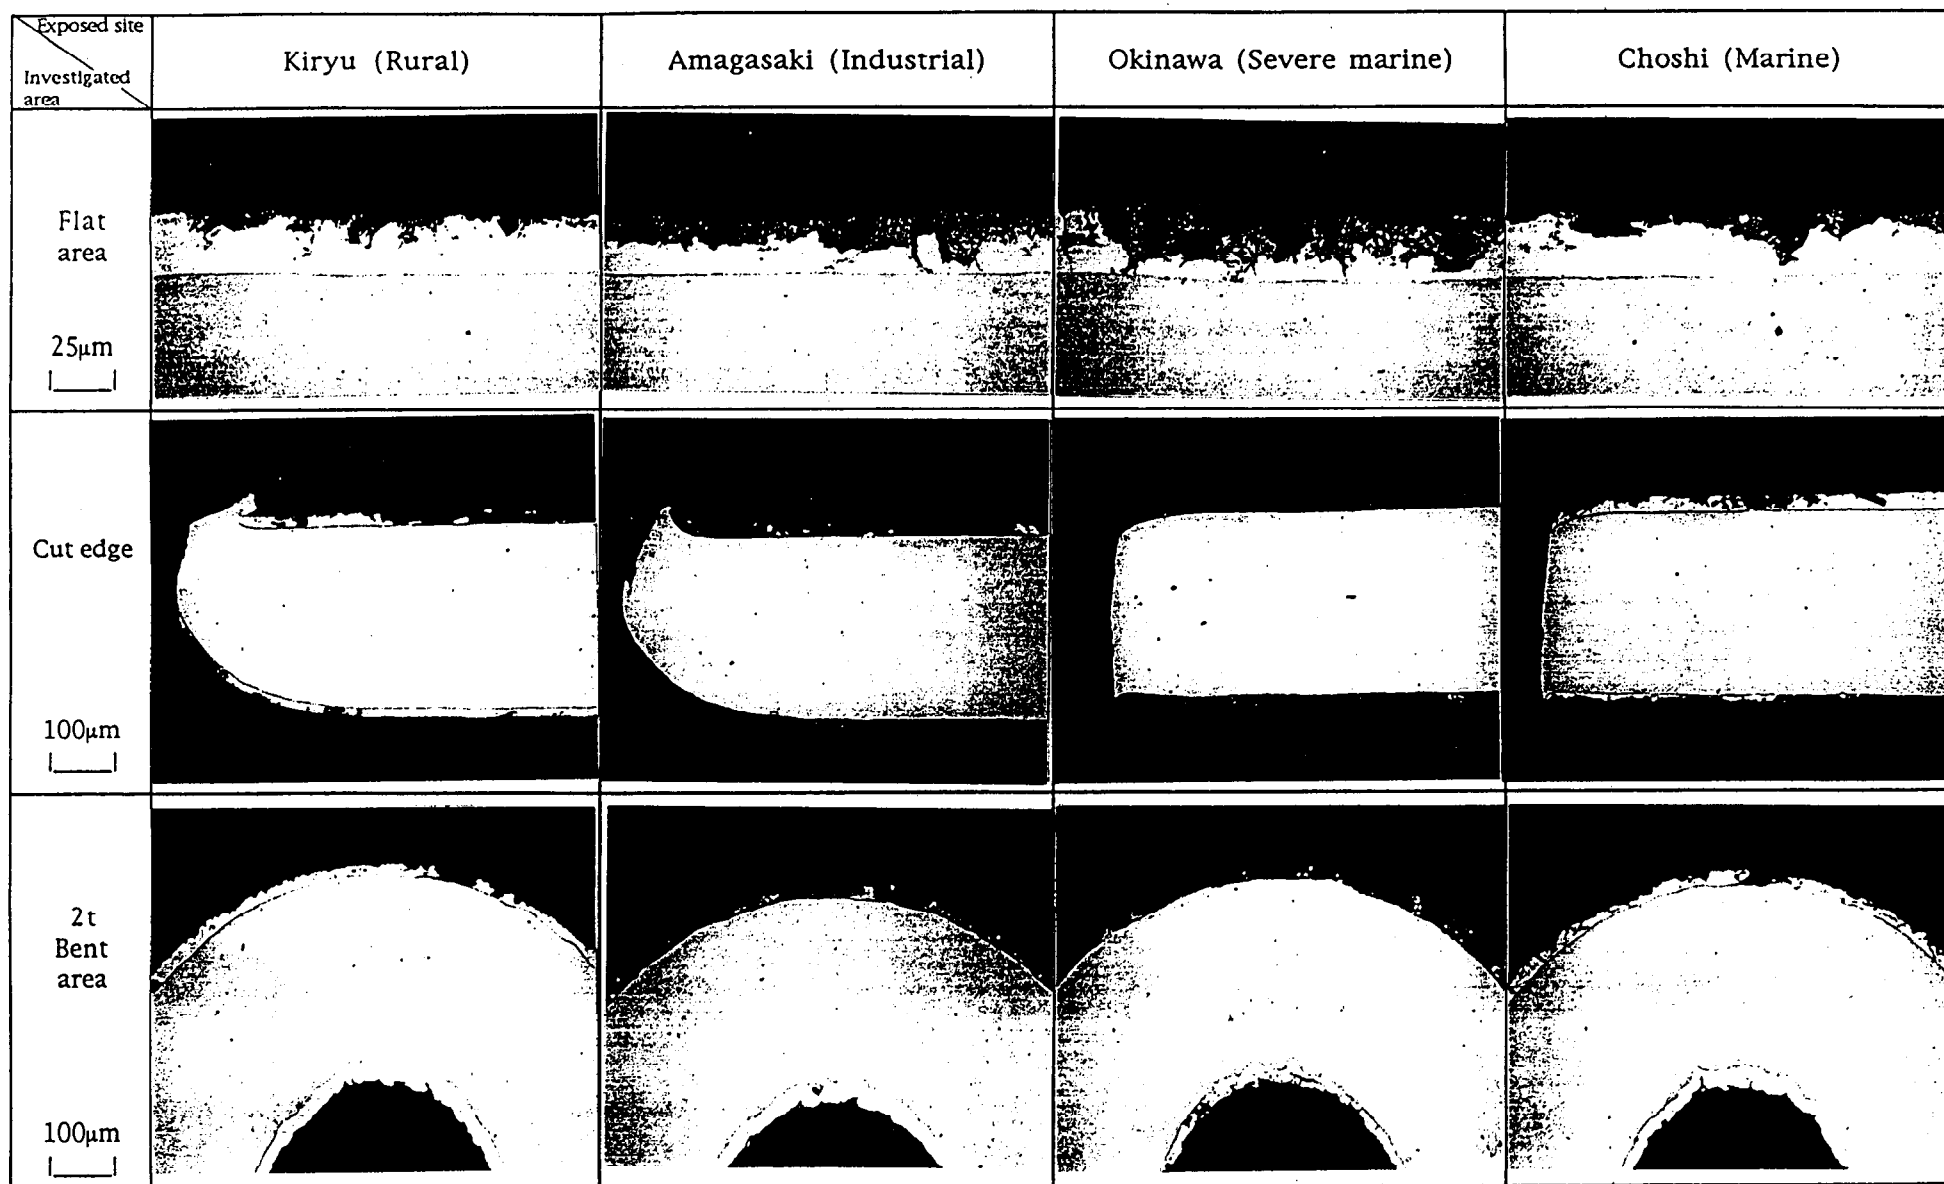 Exposed site
Investigated
area
Kiryu (Rural)
Amagasaki (Industrial)
Okinawa (Severe marine)
Choshi (Marine)
Flat
area
25μm
Cut edge
100μm
2t
Bent
area
100μm